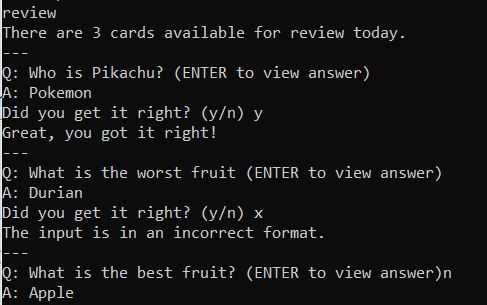 review
There are 3 cards available for review today.
---
Q: Who is Pikachu? (ENTER to view answer)
A: Pokemon
Did you get it right? (y/n) y
Great, you got it right!
---
Q: What is the worst fruit (ENTER to view answer)
A: Durian
Did you get it right? (y/n) x
The input is in an incorrect format.
---
Q: What is the best fruit? (ENTER to view answer)n
A: Apple